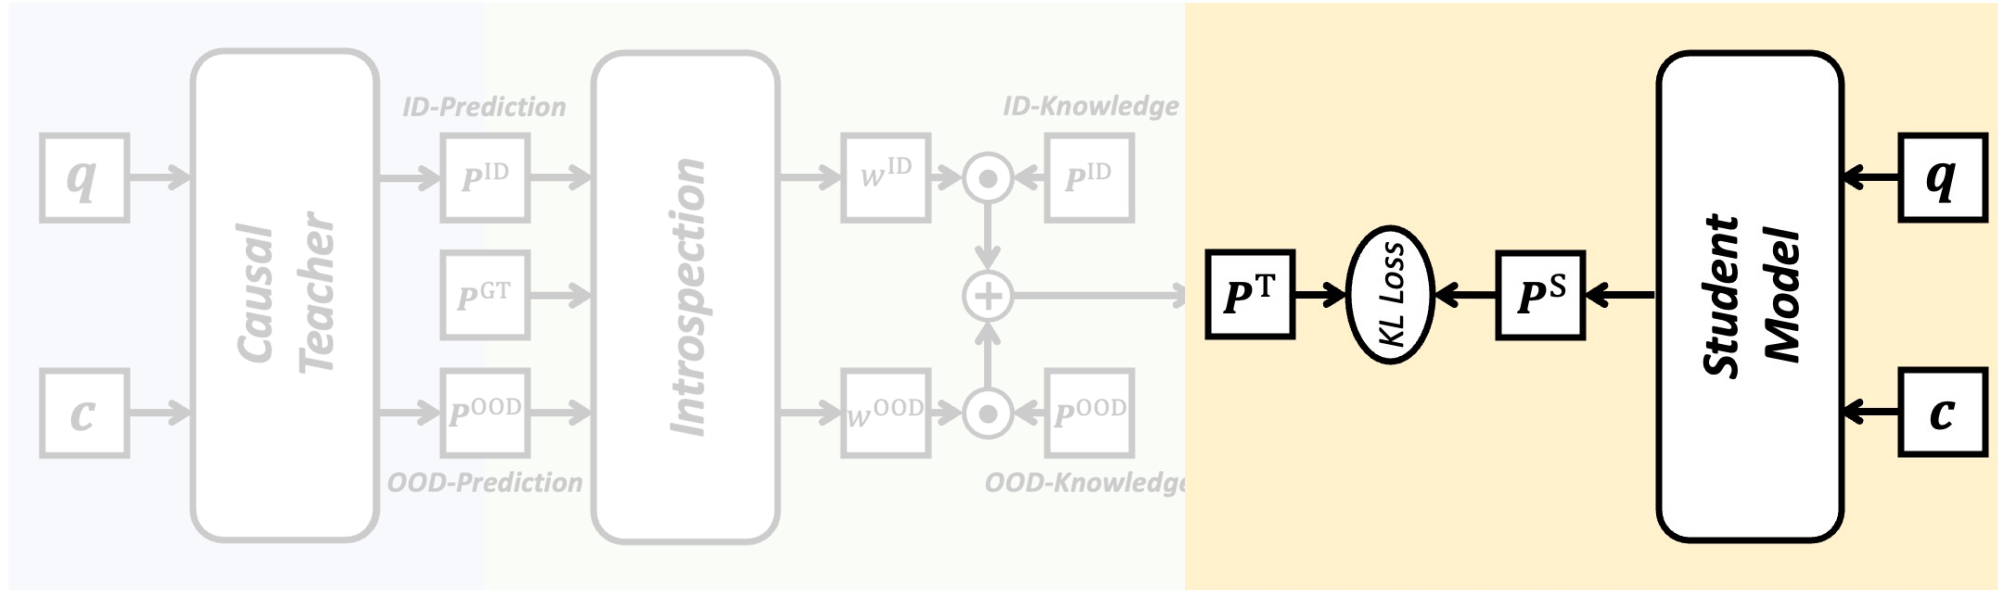 q
c
Causal
Teacher
ID-Prediction
P^ID
P^GT
P^OOD
OOD-Prediction
Introspection
w^ID
w^OOD
ID-Knowledge
P^ID
P^OOD
OOD-Knowledge
P^T
KL Loss
P^S
Student
Model
q
c